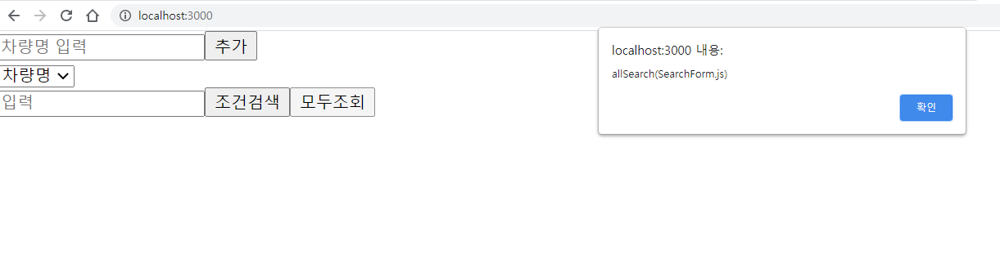 localhost:3000
차량명 입력 추가
차량명
입력 조건검색 모두조회
localhost:3000 내용:
allSearch(SearchForm.js)
확인